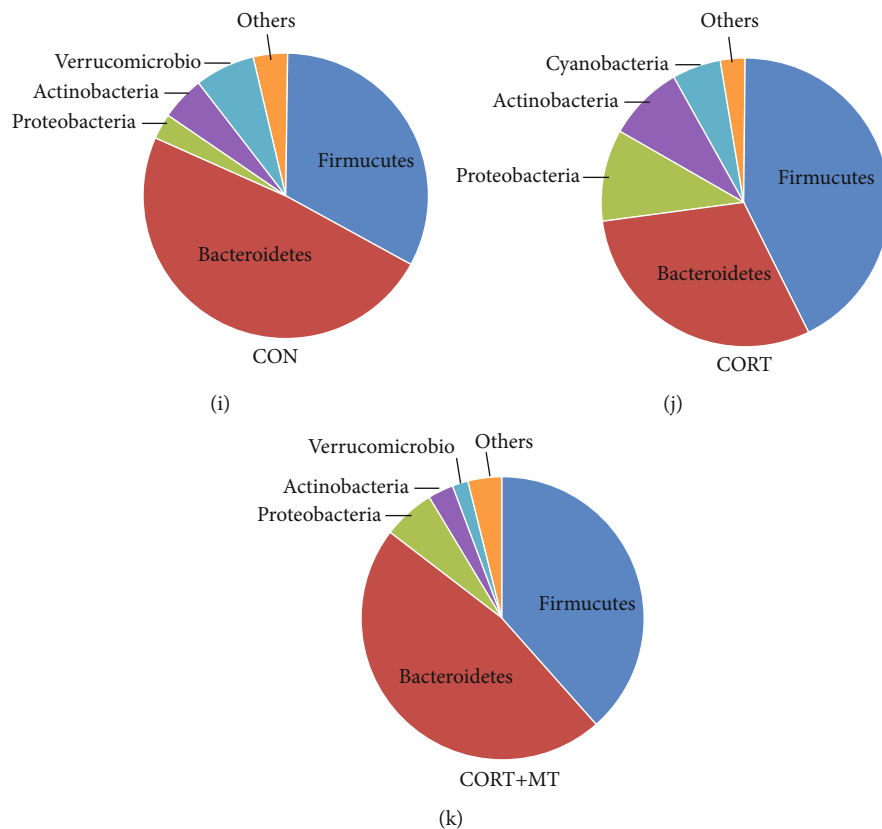 Others
Verrucomicrobio
Actinobacteria
Proteobacteria
Firmucutes
Bacteroidetes
CON
(i)
Others
Cyanobacteria
Actinobacteria
Proteobacteria
Firmucutes
Bacteroidetes
CORT
(j)
Others
Verrucomicrobio
Actinobacteria
Proteobacteria
Firmucutes
Bacteroidetes
CORT+MT
(k)